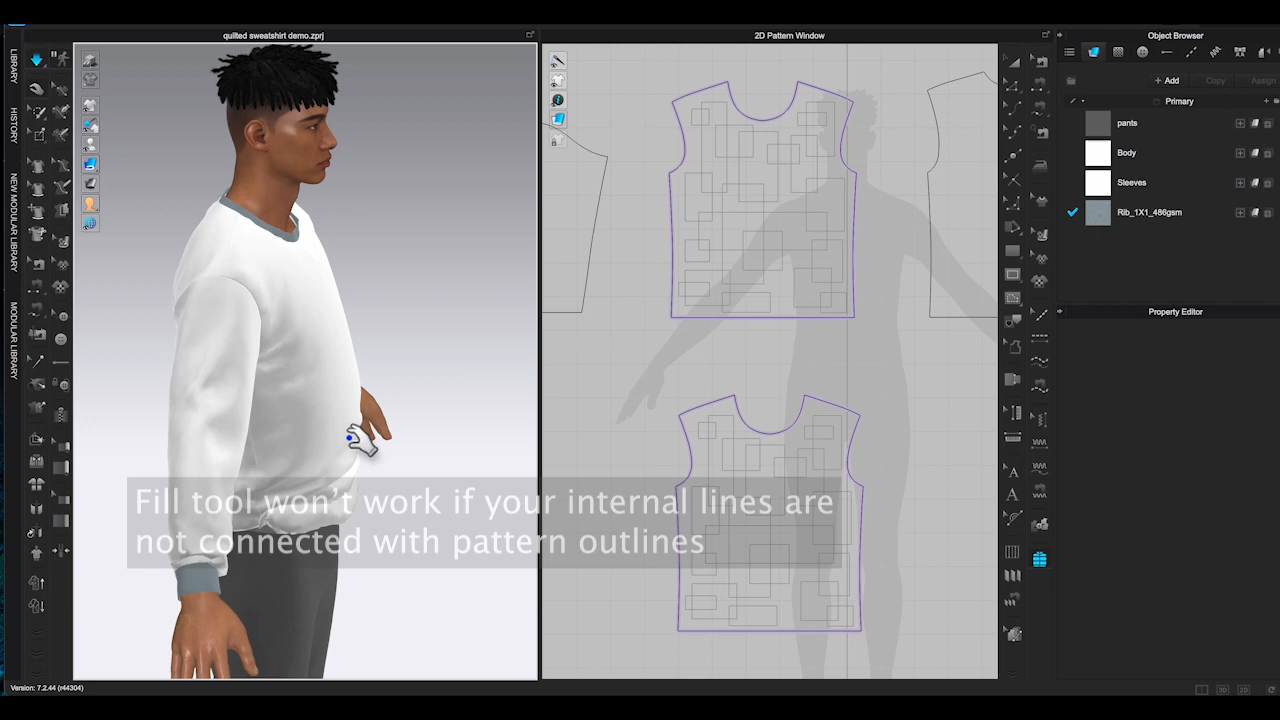 quilted sweatshirt demo.zprj
2D Pattern Window
Object Browser
LIBRARY
HISTORY
NEW MODULAR LIBRARY
MODULAR LIBRARY
+ Add
Copy
Assign
Primary
pants
Body
Sleeves
Rib_1X1_486gsm
Property Editor
Fill tool won't work if your internal lines are
not connected with pattern outlines
Version: 7.2.44 (r44304)
3D
2D